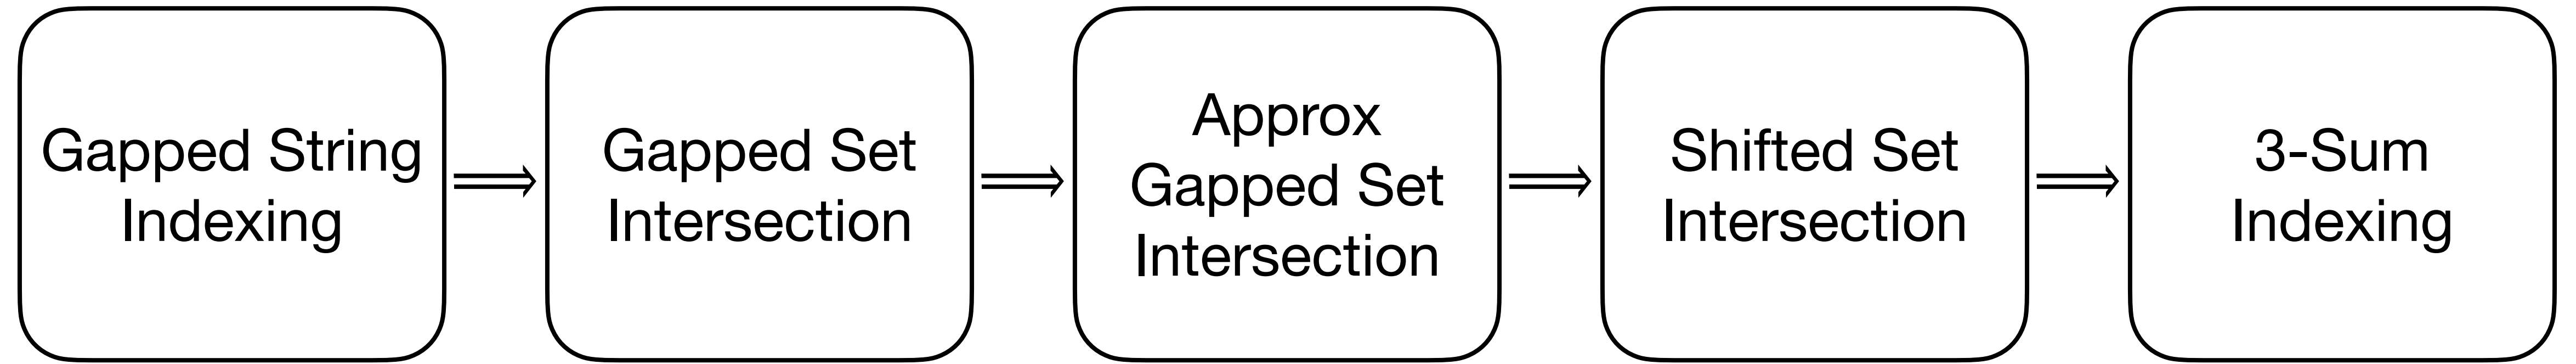 Gapped String
Indexing
Gapped Set
Intersection
Approx
Gapped Set
Intersection
Shifted Set
Intersection
3-Sum
Indexing